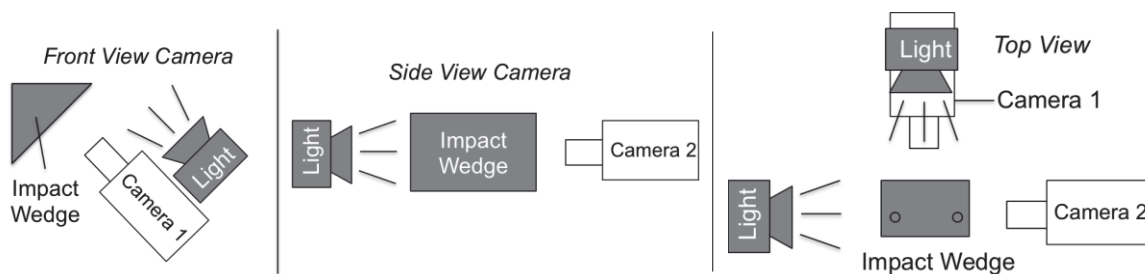 Front View Camera
Impact
Wedge
Camera 1
Light
Side View Camera
Light
Impact
Wedge
Camera 2
Top View
Light
Camera 1
Light
Camera 2
Impact Wedge